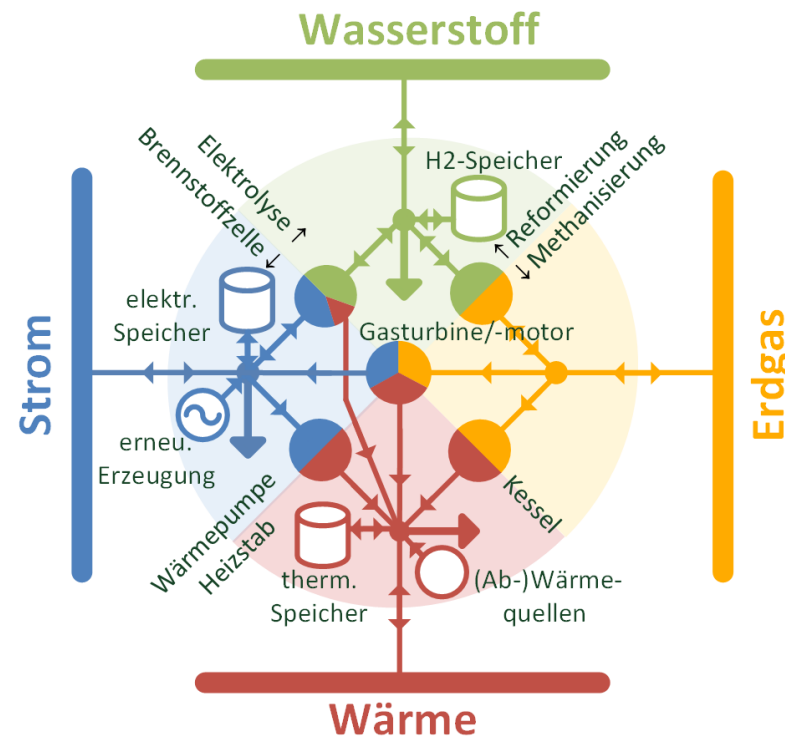 Wasserstoff
Elektrolyse ↑
Brennstoffzelle ↓
H2-Speicher
↑ Reformierung
↓ Methanisierung
elektr.
Speicher
Gasturbine/-motor
Strom
Erdgas
erneu.
Erzeugung
Wärmepumpe
Heizstab
Kessel
therm.
Speicher
(Ab-)Wärme-
quellen
Wärme